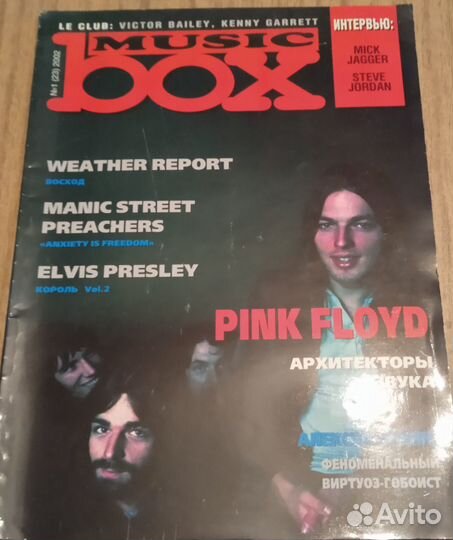 LE CLUB: VICTOR BAILEY, KENNY GARRETT
MUSIC
box
№1 (23) 2002
ИНТЕРВЬЮ:
MICK
JAGGER
STEVE
JORDAN
WEATHER REPORT
ВОСХОД
MANIC STREET
PREACHERS
«ANXIETY IS FREEDOM»
ELVIS PRESLEY
КОРОЛЬ Vol.2
PINK FLOYD
АРХИТЕКТОРЫ
ЗВУКА
ФЕНОМЕНАЛЬНЫЙ
ВИРТУОЗ-ГОБОИСТ
Avito